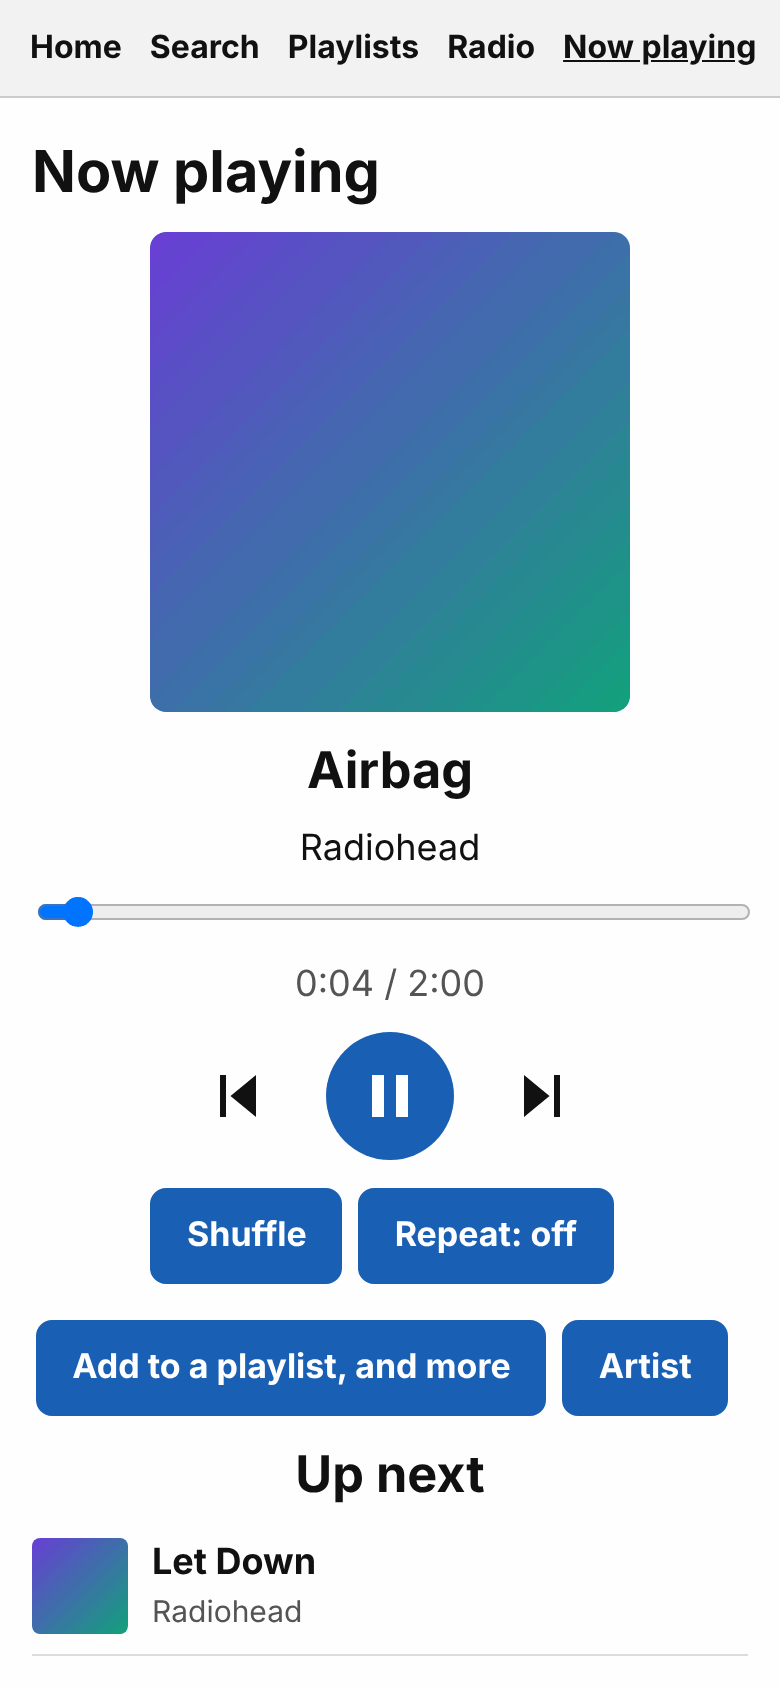 Home Search Playlists Radio Now playing
Now playing
Airbag
Radiohead
0:04 / 2:00
Shuffle Repeat: off
Add to a playlist, and more Artist
Up next
Let Down
Radiohead